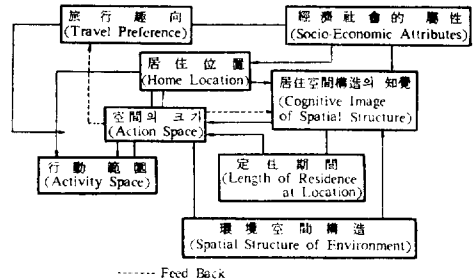 旅行趣向
(Travel Preference)
經濟社會的 屬性
(Socio-Economic Attributes)
居住位置
(Home Location)
居住空間構造의 知覺
(Cognitive Image
of Spatial Structure)
空間의 크기
(Action Space)
行動範圍
(Activity Space)
定住期間
(Length of Residence
at Location)
環境空間構造
(Spatial Structure of Environment)
------ Feed Back